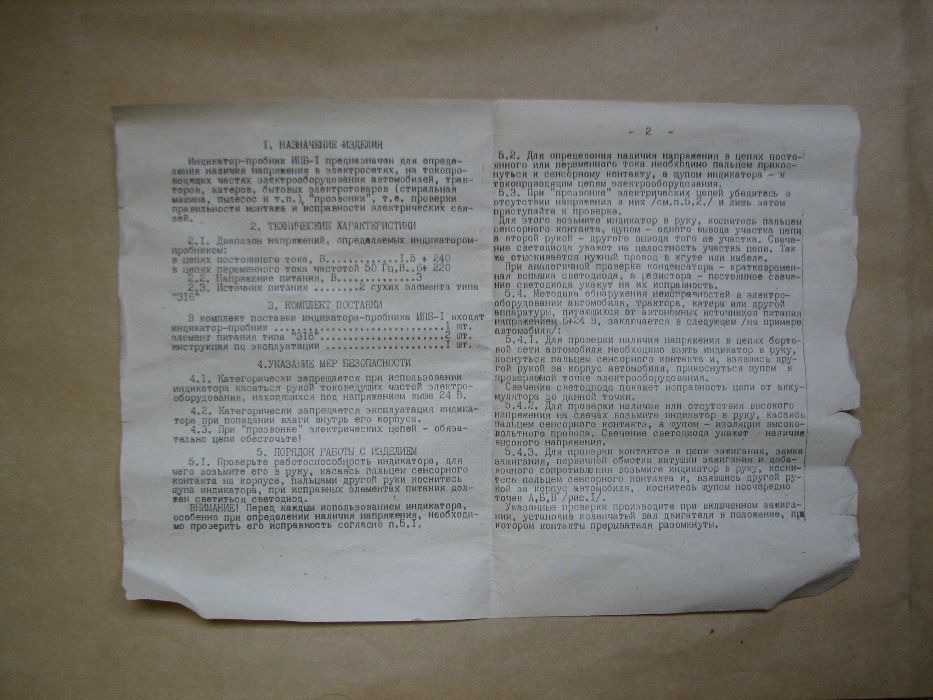 I. НАЗНАЧЕНИЕ ИЗДЕЛИЯ
Индикатор-пробник ИПБ-I предназначен для опреде-
ления наличия напряжения в электросетях, на токопро-
водящих частях электрооборудования автомобилей, трак-
торов, катеров, бытовых электротоваров (стиральная
машина, пылесос и т.п.), "прозвонки", т.е. проверки
правильности монтажа и исправности электрических свя-
зей.
2. ТЕХНИЧЕСКИЕ ХАРАКТЕРИСТИКИ
2.I. Диапазон напряжений, определяемых индикатором-
пробником:
в цепях постоянного тока, В............I.5 ÷ 240
в цепях переменного тока частотой 50 Гц,В..6÷ 220
2.2. Напряжение питания, В............3
2.3. Источник питания ........2 сухих элемента типа
"316"
3. КОМПЛЕКТ ПОСТАВКИ
В комплект поставки индикатора-пробника ИПБ-I входят
индикатор-пробник ............................1 шт.
элемент питания типа "316"....................2 шт.
инструкция по эксплуатации ...................1 шт.
4.УКАЗАНИЕ МЕР БЕЗОПАСНОСТИ
4.I. Категорически запрещается при использовании
индикатора касаться рукой токоведущих частей электро-
оборудования, находящихся под напряжением выше 24 В.
4.2. Категорически запрещается эксплуатация индика-
тора при попадании влаги внутрь его корпуса.
4.3. При "прозвонке" электрических цепей - обяза-
тельно цепи обесточьте!
5. ПОРЯДОК РАБОТЫ С ИЗДЕЛИЕМ
5.I. Проверьте работоспособность индикатора, для
чего возьмите его в руку, касаясь пальцем сенсорного
контакта на корпусе, пальцами другой руки коснитесь
щупа индикатора, при исправных элементах питания дол-
жен светиться светодиод.
ВНИМАНИЕ! Перед каждым использованием индикатора,
особенно при определении наличия напряжения, необходи-
мо проверить его исправность согласно п.5.I.
- 2 -
5.2. Для определения наличия напряжения в цепях посто-
янного или переменного тока необходимо пальцем прикос-
нуться к сенсорному контакту, а щупом индикатора - к
токопроводящим цепям электрооборудования.
5.3. При "прозвоне" электрических цепей убедитесь в
отсутствии напряжения в них /см.п.5.2./ и лишь затем
приступайте к проверке.
Для этого возьмите индикатор в руку, коснитесь пальцем
сенсорного контакта, щупом - одного вывода участка цепи
а второй рукой - другого вывода того же участка. Свече-
ние светодиода укажет на целостность участка цепи. Так
же отыскивается нужный провод в жгуте или кабеле.
При аналогичной проверке конденсатора - кратковремен-
ная вспышка светодиода, а резистора - постоянное свече-
ние светодиода укажут на их исправность.
5.4. Методика обнаружения неисправностей в электро-
оборудовании автомобиля, трактора, катера или другой
аппаратуры, питающихся от автономных источников питания
напряжением 6÷24 В, заключается в следующем /на примере
автомобиля/:
5.4.I. Для проверки наличия напряжения в цепях борто-
вой сети автомобиля необходимо взять индикатор в руку,
коснуться пальцем сенсорного контакта и, взявшись дру-
гой рукой за корпус автомобиля, прикоснуться щупом к
проверяемой точке электрооборудования.
Свечение светодиода покажет исправность цепи от акку-
мулятора до данной точки.
5.4.2. Для проверки наличия или отсутствия высокого
напряжения на свечах возьмите индикатор в руку, касаясь
пальцем сенсорного контакта, а щупом - изоляции высоко-
вольтного провода. Свечение светодиода укажет - наличие
высокого напряжения.
5.4.3. Для проверки контактов в цепи зажигания, замка
зажигания, первичной обмотки катушки зажигания и доба-
вочного сопротивления возьмите индикатор в руку, косни-
тесь пальцем сенсорного контакта и, взявшись другой ру-
кой за корпус автомобиля, коснитесь щупом поочередно
точек А,Б,В /рис.I/.
Указанные проверки производите при включенном зажига-
нии, установив коленчатый вал двигателя в положение, при
котором контакты прерывателя разомкнуты.